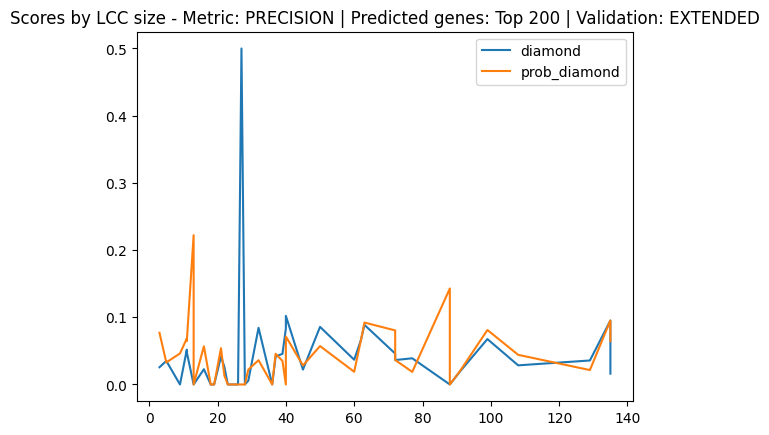 Scores by LCC size - Metric: PRECISION | Predicted genes: Top 200 | Validation: EXTENDED
diamond
prob_diamond
0.5
0.4
0.3
0.2
0.1
0.0
0 20 40 60 80 100 120 140